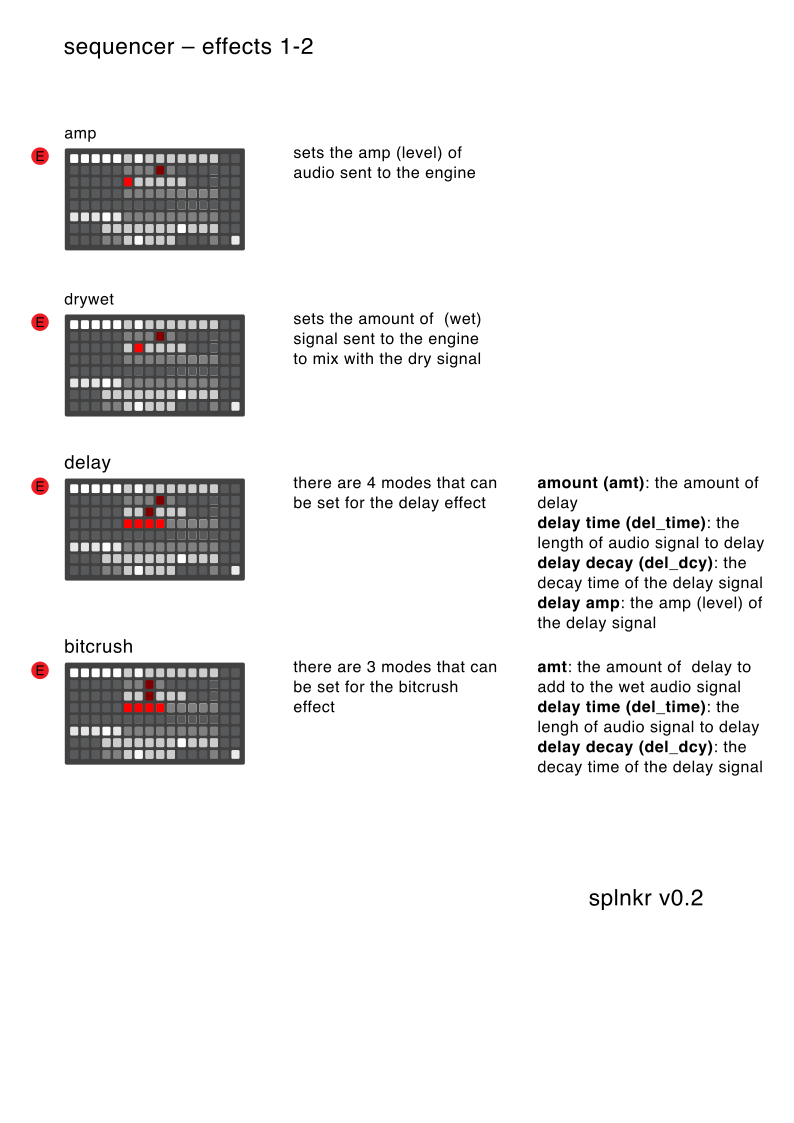 sequencer – effects 1-2
amp
E
sets the amp (level) of
audio sent to the engine
drywet
E
sets the amount of  (wet)
signal sent to the engine
to mix with the dry signal
delay
E
there are 4 modes that can
be set for the delay effect
amount (amt): the amount of
delay
delay time (del_time): the
length of audio signal to delay
delay decay (del_dcy): the
decay time of the delay signal
delay amp: the amp (level) of
the delay signal
bitcrush
E
there are 3 modes that can
be set for the bitcrush
effect
amt: the amount of  delay to
add to the wet audio signal
delay time (del_time): the
lengh of audio signal to delay
delay decay (del_dcy): the
decay time of the delay signal
splnkr v0.2